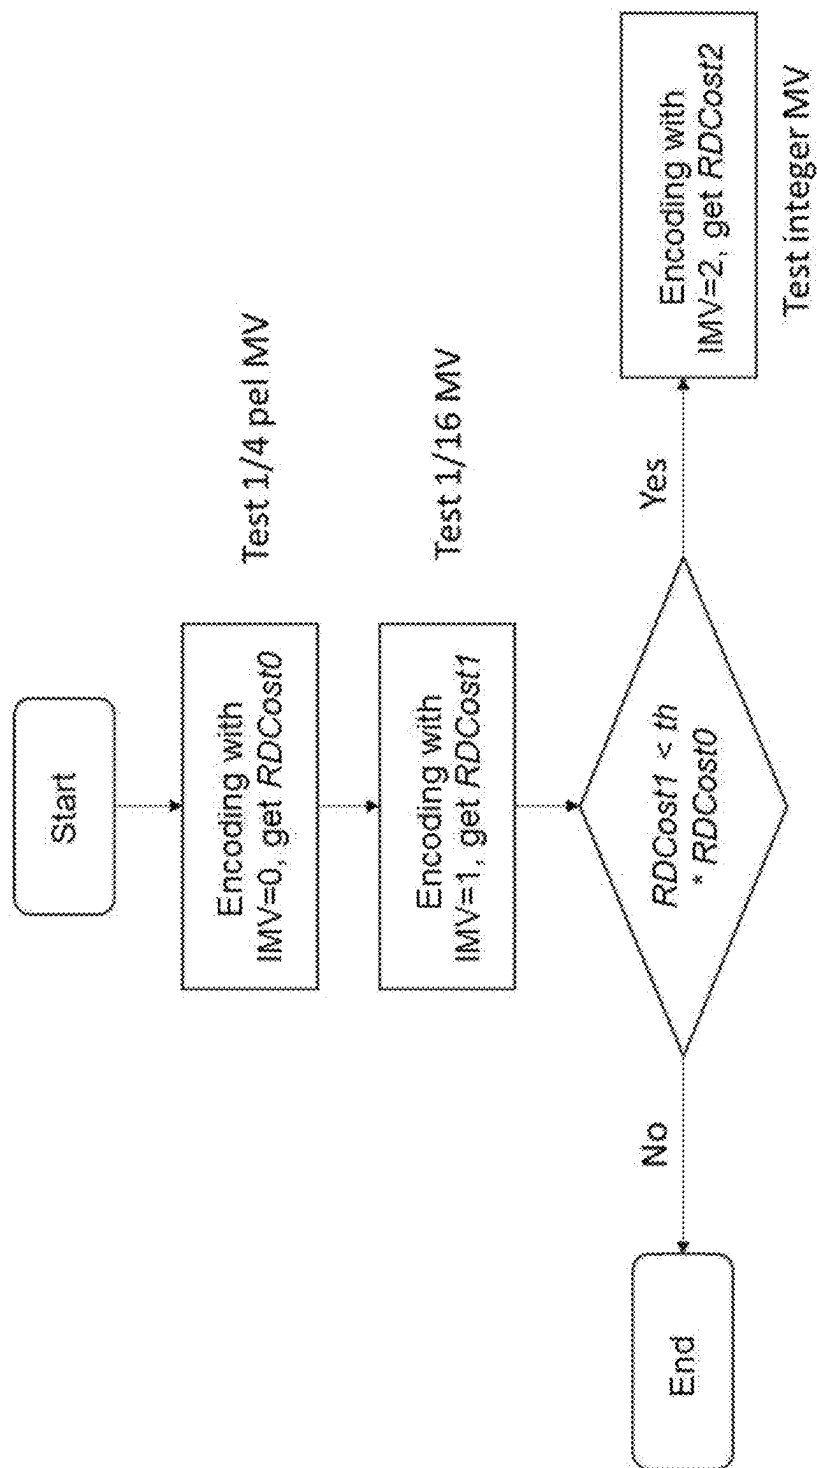 Start
Encoding with
IMV=0, get RDCost0
Test 1/4 pel MV
Encoding with
IMV=1, get RDCost1
Test 1/16 MV
RDCost1 < th
* RDCost0
No
Yes
End
Encoding with
IMV=2, get RDCost2
Test integer MV